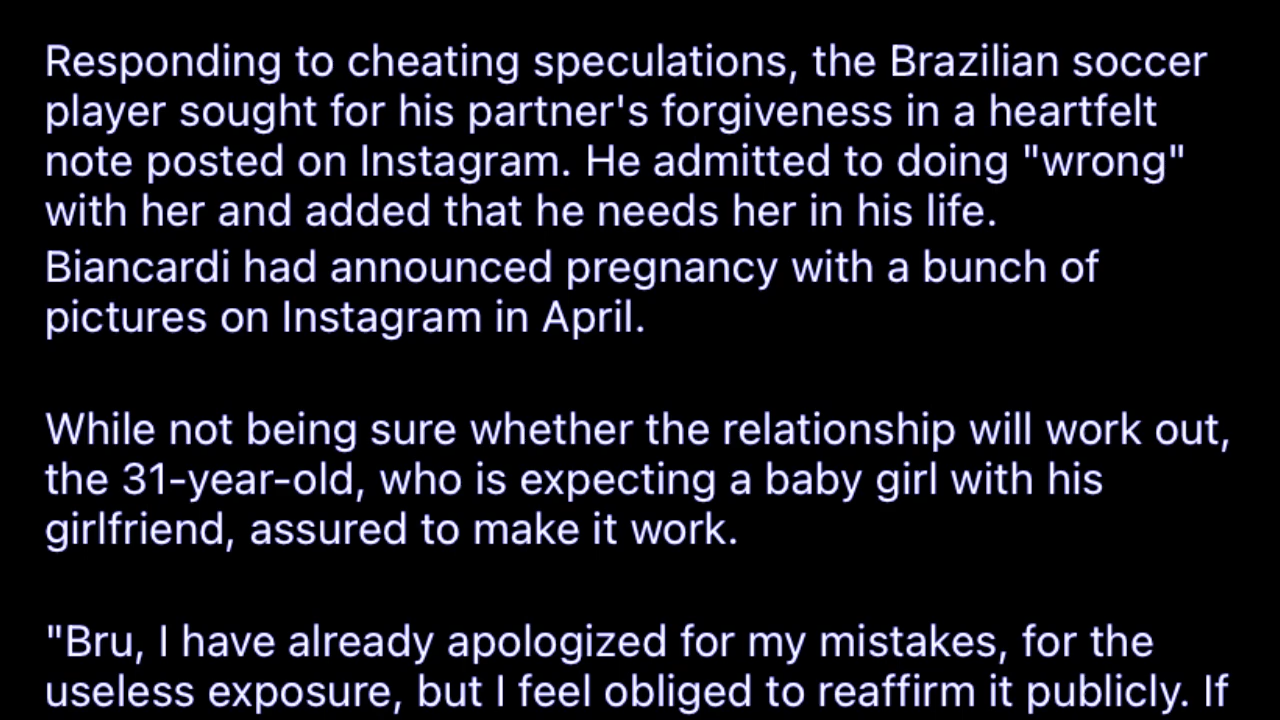 Responding to cheating speculations, the Brazilian soccer
player sought for his partner's forgiveness in a heartfelt
note posted on Instagram. He admitted to doing "wrong"
with her and added that he needs her in his life.
Biancardi had announced pregnancy with a bunch of
pictures on Instagram in April.
While not being sure whether the relationship will work out,
the 31-year-old, who is expecting a baby girl with his
girlfriend, assured to make it work.
"Bru, I have already apologized for my mistakes, for the
useless exposure, but I feel obliged to reaffirm it publicly. If